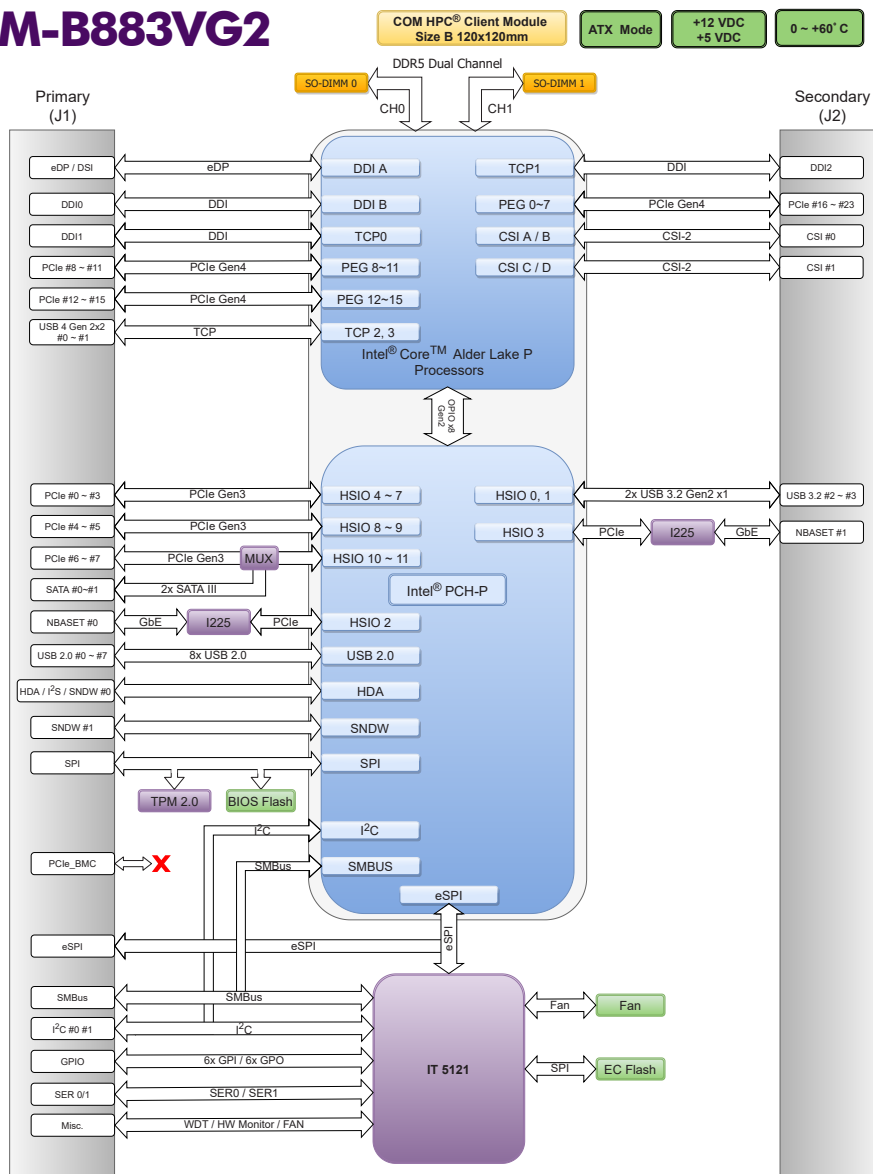 M-B883VG2
COM HPC® Client Module
Size B 120x120mm
ATX Mode
+12 VDC
+5 VDC
0 ~ +60° C
DDR5 Dual Channel
SO-DIMM 0
SO-DIMM 1
CH0
CH1
Primary
(J1)
Secondary
(J2)
eDP / DSI
eDP
DDI A
TCP1
DDI
DDI2
DDI0
DDI
DDI B
PEG 0~7
PCIe Gen4
PCIe #16 ~ #23
DDI1
DDI
TCP0
CSI A / B
CSI-2
CSI #0
PCIe #8 ~ #11
PCIe Gen4
PEG 8~11
CSI C / D
CSI-2
CSI #1
PCIe #12 ~ #15
PCIe Gen4
PEG 12~15
USB 4 Gen 2x2
#0 ~ #1
TCP
TCP 2, 3
Intel® Core™ Alder Lake P
Processors
OPIO x8
Gen2
PCIe #0 ~ #3
PCIe Gen3
HSIO 4 ~ 7
HSIO 0, 1
2x USB 3.2 Gen2 x1
USB 3.2 #2 ~ #3
PCIe #4 ~ #5
PCIe Gen3
HSIO 8 ~ 9
HSIO 3
PCIe
I225
GbE
NBASET #1
PCIe #6 ~ #7
PCIe Gen3
MUX
HSIO 10 ~ 11
SATA #0~#1
2x SATA III
Intel® PCH-P
NBASET #0
GbE
I225
PCIe
HSIO 2
USB 2.0 #0 ~ #7
8x USB 2.0
USB 2.0
HDA / I²S / SNDW #0
HDA
SNDW #1
SNDW
SPI
SPI
TPM 2.0
BIOS Flash
I²C
I²C
PCIe_BMC
X
SMBus
SMBUS
eSPI
eSPI
eSPI
eSPI
SMBus
SMBus
I²C #0 #1
I²C
GPIO
6x GPI / 6x GPO
SER 0/1
SER0 / SER1
Misc.
WDT / HW Monitor / FAN
IT 5121
Fan
Fan
SPI
EC Flash